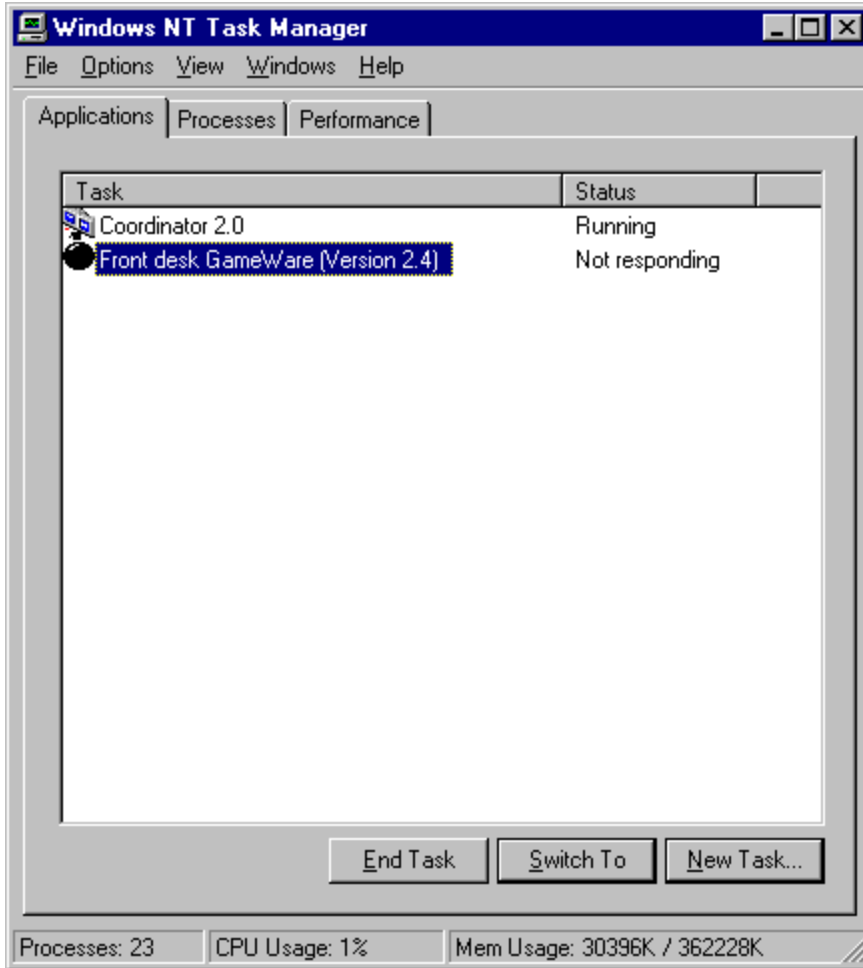 Windows NT Task Manager
File Options View Windows Help
Applications Processes Performance
Task Status
Coordinator 2.0 Running
Front desk GameWare (Version 2.4) Not responding
End Task Switch To New Task...
Processes: 23 CPU Usage: 1% Mem Usage: 30396K / 362228K